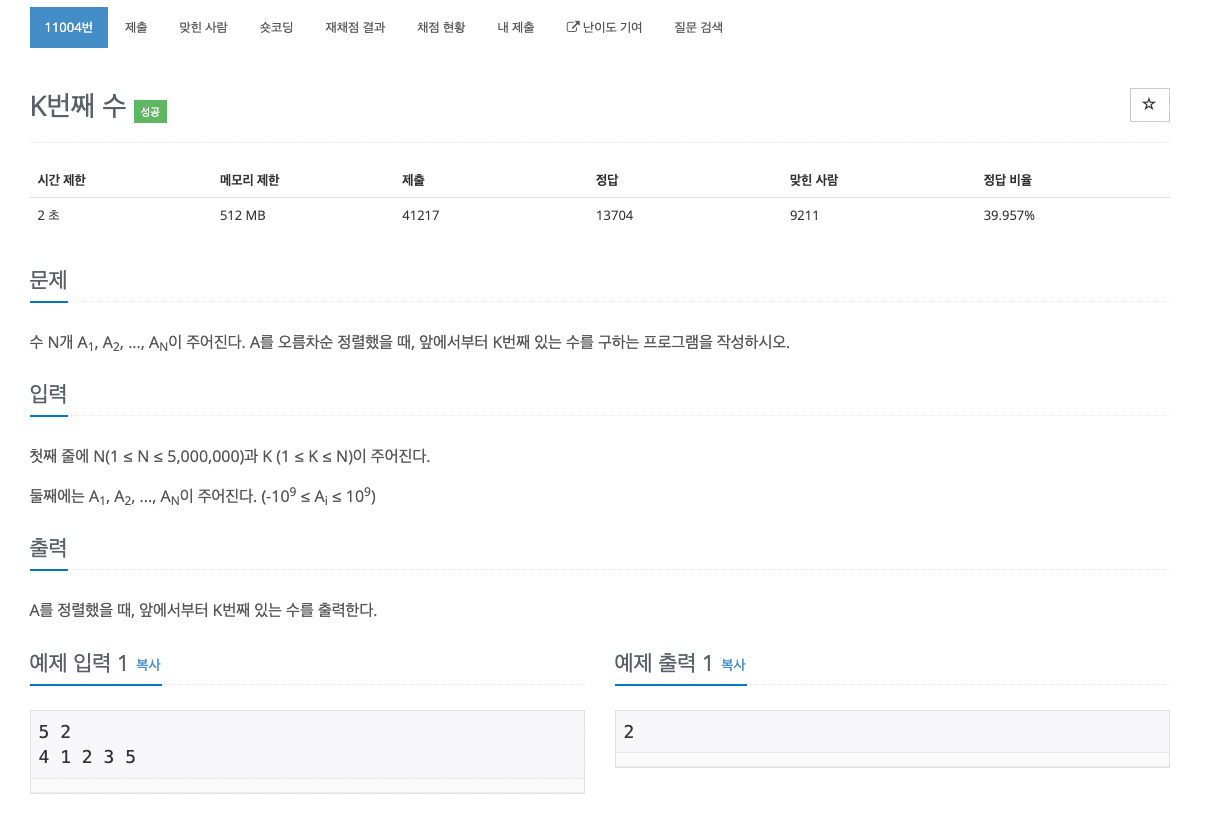 11004번 제출 맞힌 사람 숏코딩 재채점 결과 채점 현황 내 제출 난이도 기여 질문 검색
K번째 수 성공
시간 제한 메모리 제한 제출 정답 맞힌 사람 정답 비율
2 초 512 MB 41217 13704 9211 39.957%
문제
수 N개 A1, A2, ..., AN이 주어진다. A를 오름차순 정렬했을 때, 앞에서부터 K번째 있는 수를 구하는 프로그램을 작성하시오.
입력
첫째 줄에 N(1 ≤ N ≤ 5,000,000)과 K (1 ≤ K ≤ N)이 주어진다.
둘째에는 A1, A2, ..., AN이 주어진다. (-10^9 ≤ Ai ≤ 10^9)
출력
A를 정렬했을 때, 앞에서부터 K번째 있는 수를 출력한다.
예제 입력 1 복사
5 2
4 1 2 3 5
예제 출력 1 복사
2